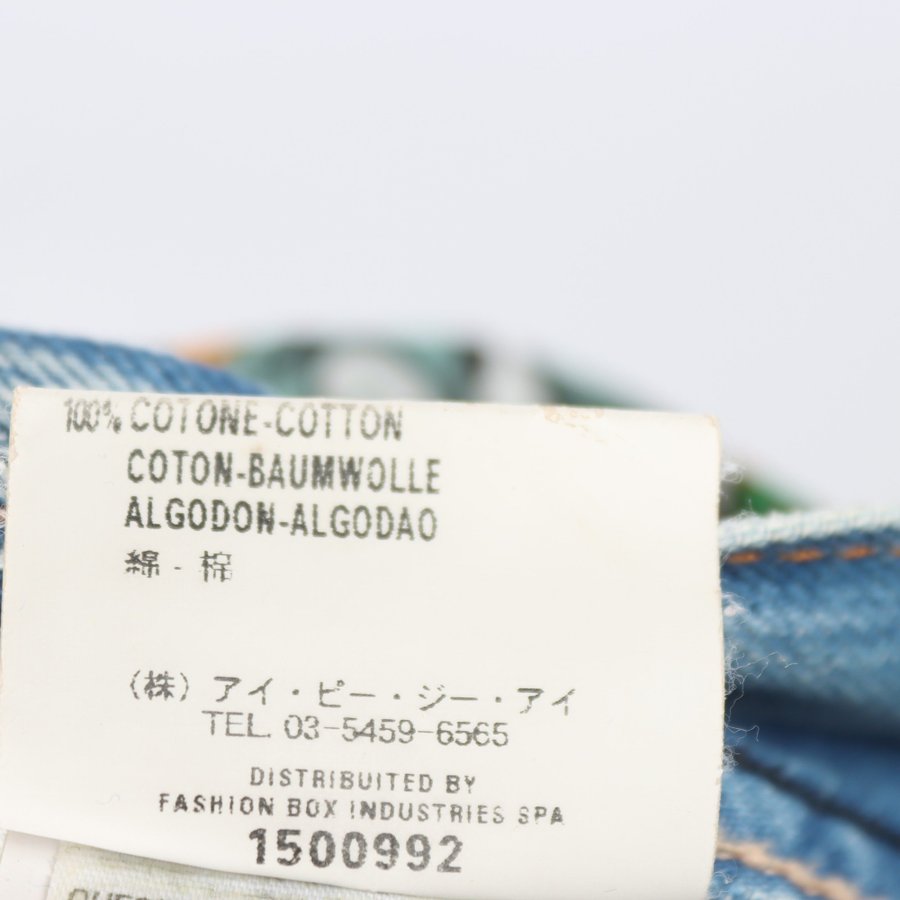 100% COTONE-COTTON
COTON-BAUMWOLLE
ALGODON-ALGODAO
綿 - 棉
(株) アイ・ピー・ジー・アイ
TEL. 03-5459-6565
DISTRIBUITED BY
FASHION BOX INDUSTRIES SPA
1500992